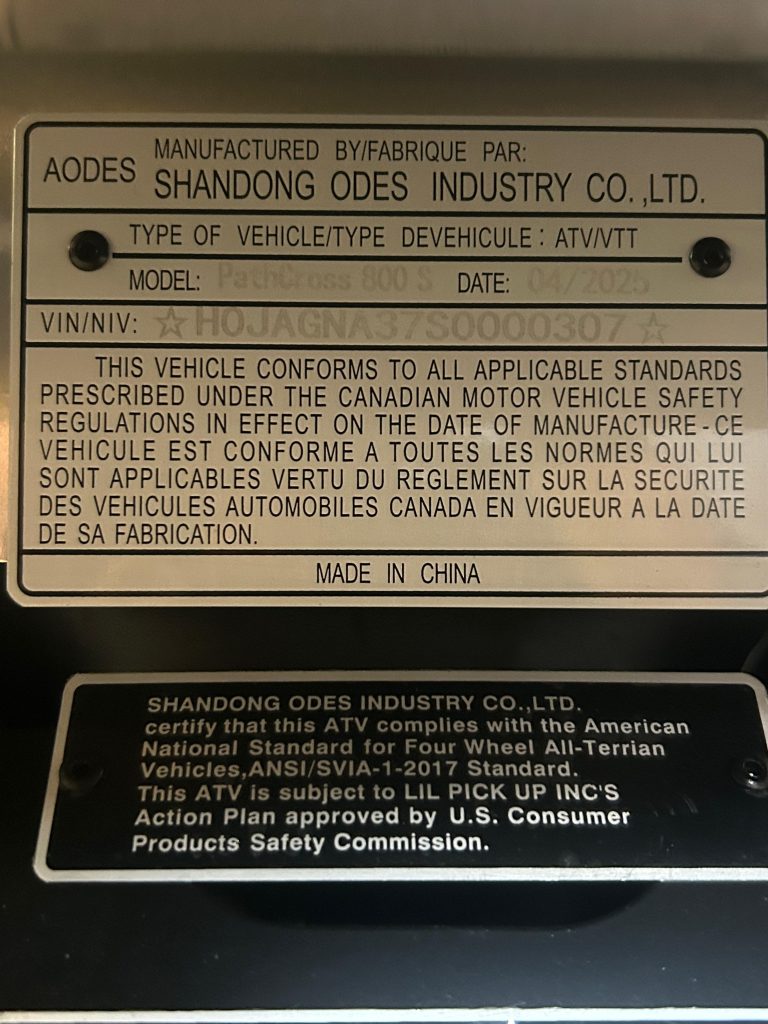 AODES
MANUFACTURED BY/FABRIQUE PAR:
SHANDONG ODES INDUSTRY CO.,LTD.
TYPE OF VEHICLE/TYPE DEVEHICULE: ATV/VTT
MODEL: PathCross 800 S DATE: 04/2025
VIN/NIV: ☆H0JAGNA37S0000307☆
THIS VEHICLE CONFORMS TO ALL APPLICABLE STANDARDS
PRESCRIBED UNDER THE CANADIAN MOTOR VEHICLE SAFETY
REGULATIONS IN EFFECT ON THE DATE OF MANUFACTURE-CE
VEHICULE EST CONFORME A TOUTES LES NORMES QUI LUI
SONT APPLICABLES VERTU DU REGLEMENT SUR LA SECURITE
DES VEHICULES AUTOMOBILES CANADA EN VIGUEUR A LA DATE
DE SA FABRICATION.
MADE IN CHINA
SHANDONG ODES INDUSTRY CO.,LTD.
certify that this ATV complies with the American
National Standard for Four Wheel All-Terrian
Vehicles,ANSI/SVIA-1-2017 Standard.
This ATV is subject to LIL PICK UP INC'S
Action Plan approved by U.S. Consumer
Products Safety Commission.